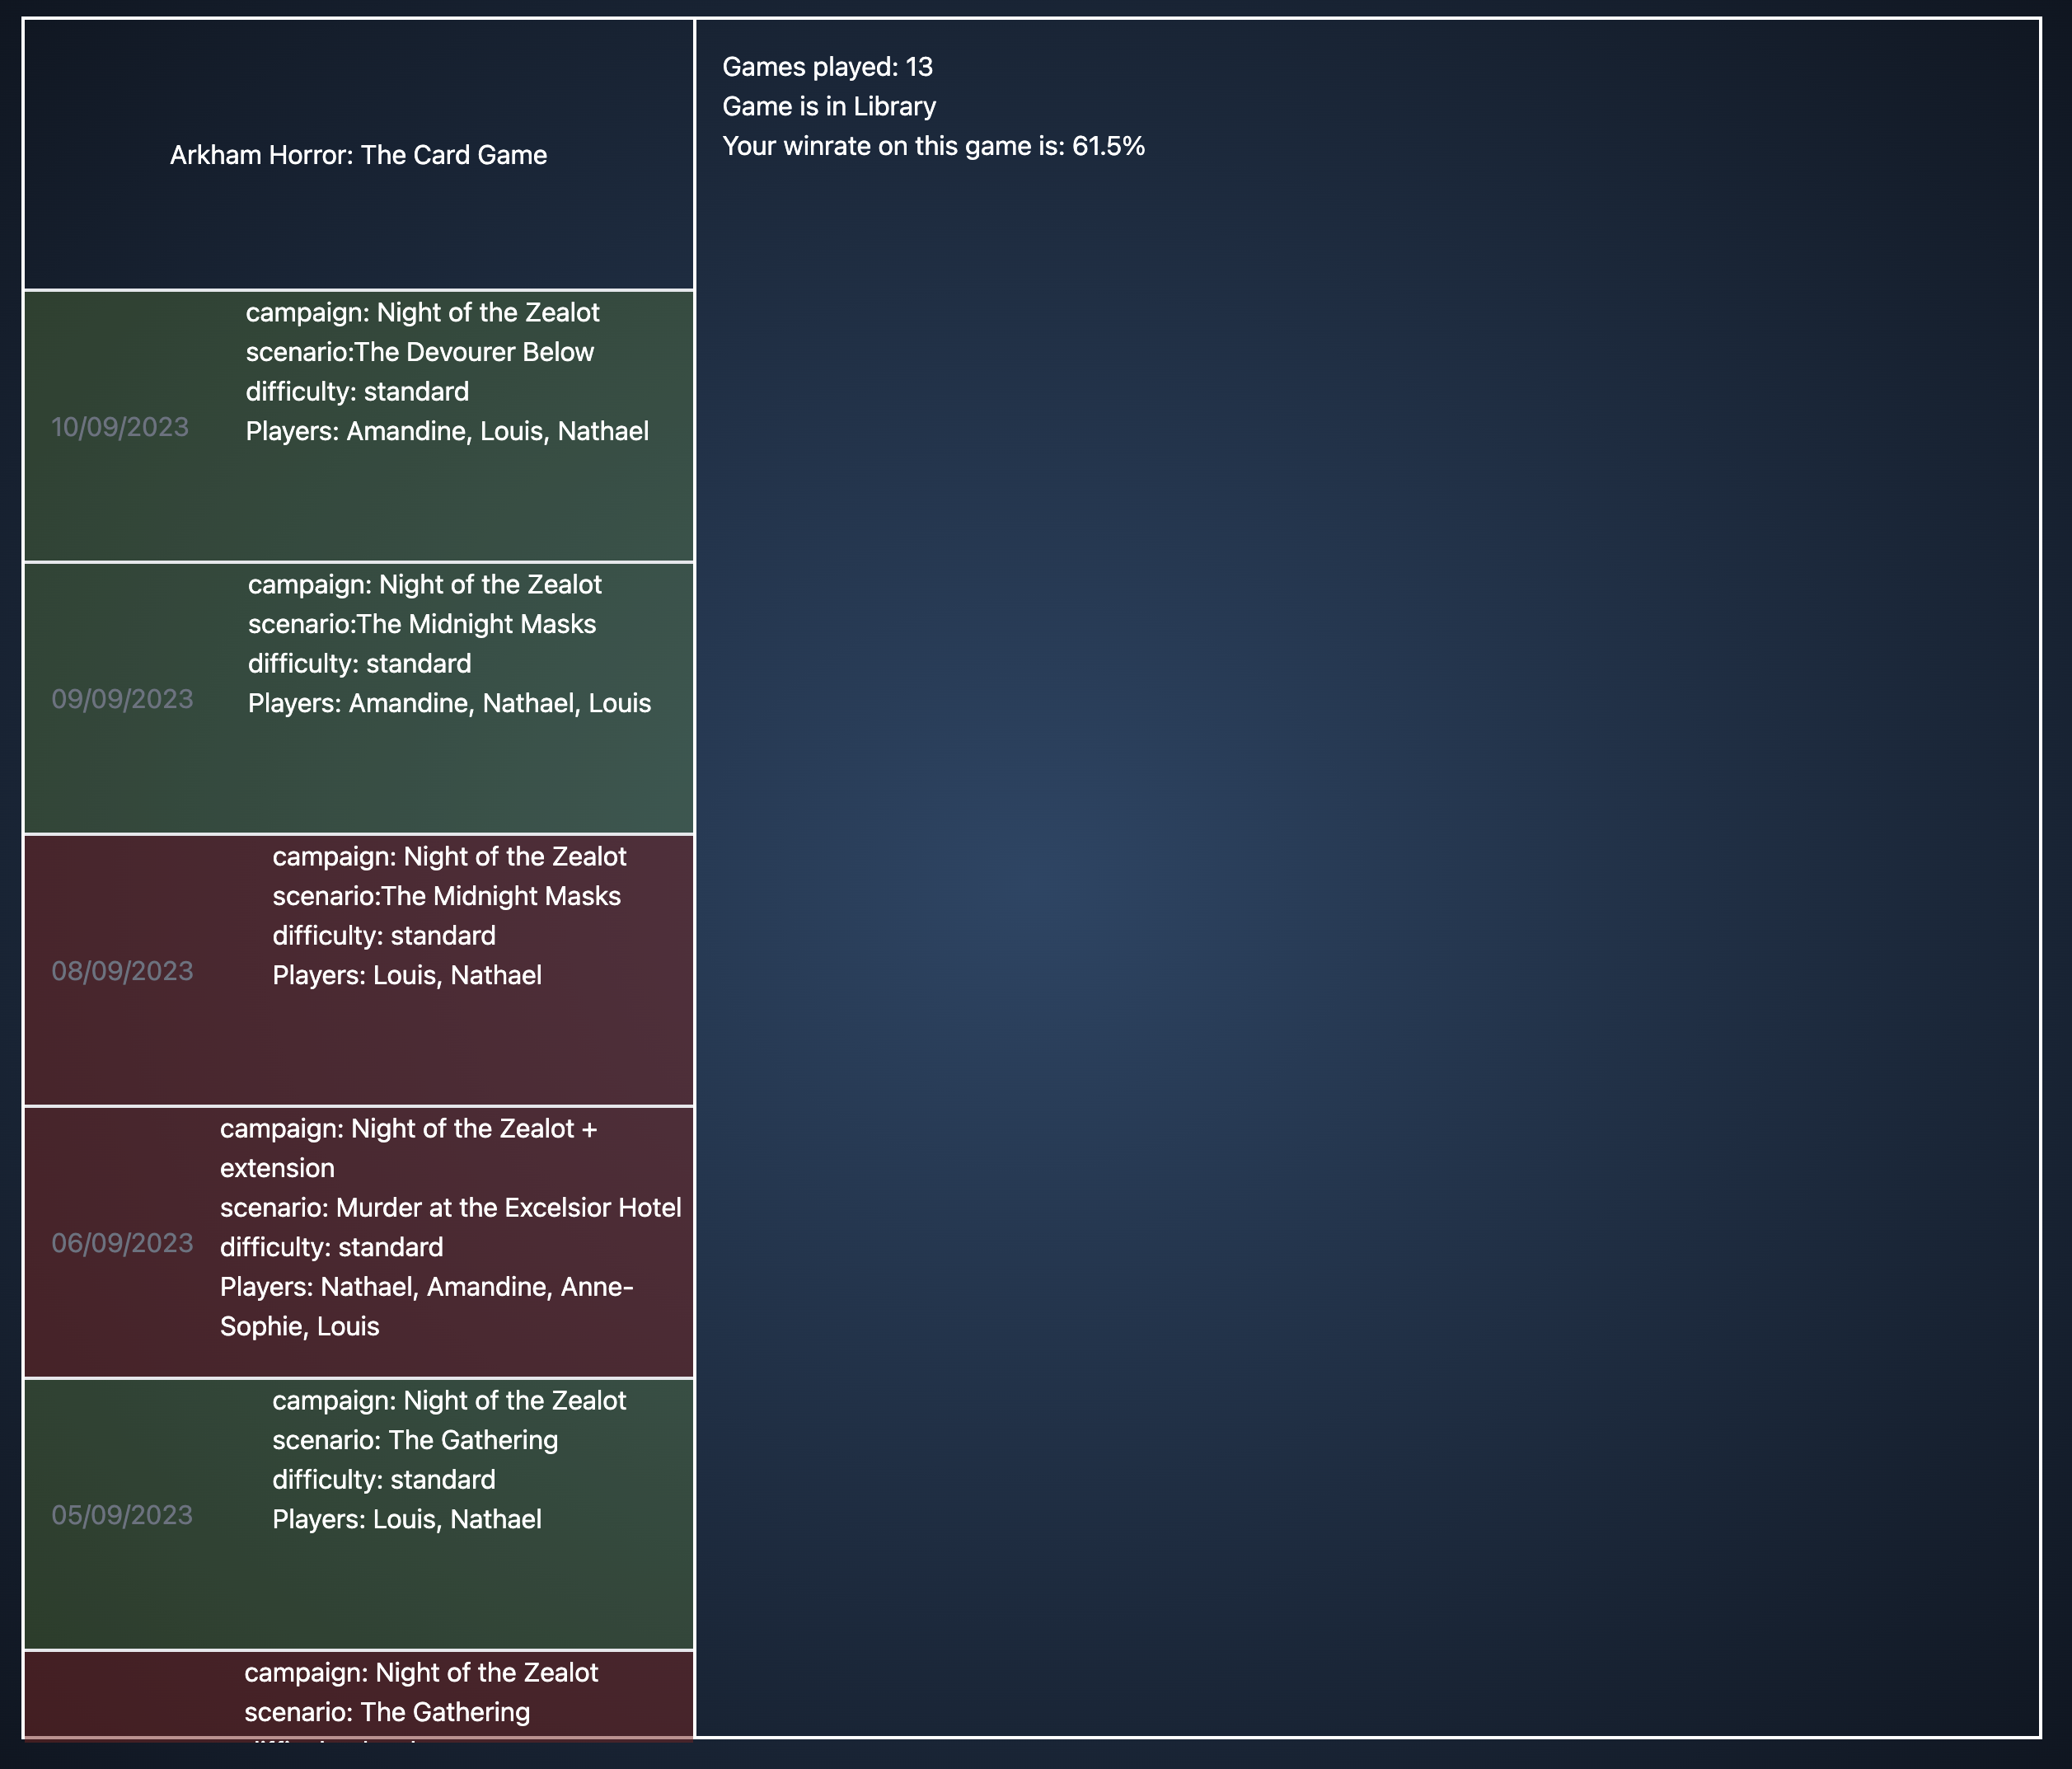 Arkham Horror: The Card Game
Games played: 13
Game is in Library
Your winrate on this game is: 61.5%
campaign: Night of the Zealot
scenario:The Devourer Below
difficulty: standard
10/09/2023
Players: Amandine, Louis, Nathael
campaign: Night of the Zealot
scenario:The Midnight Masks
difficulty: standard
09/09/2023
Players: Amandine, Nathael, Louis
campaign: Night of the Zealot
scenario:The Midnight Masks
difficulty: standard
08/09/2023
Players: Louis, Nathael
campaign: Night of the Zealot +
extension
scenario: Murder at the Excelsior Hotel
06/09/2023
difficulty: standard
Players: Nathael, Amandine, Anne-
Sophie, Louis
campaign: Night of the Zealot
scenario: The Gathering
difficulty: standard
05/09/2023
Players: Louis, Nathael
campaign: Night of the Zealot
scenario: The Gathering